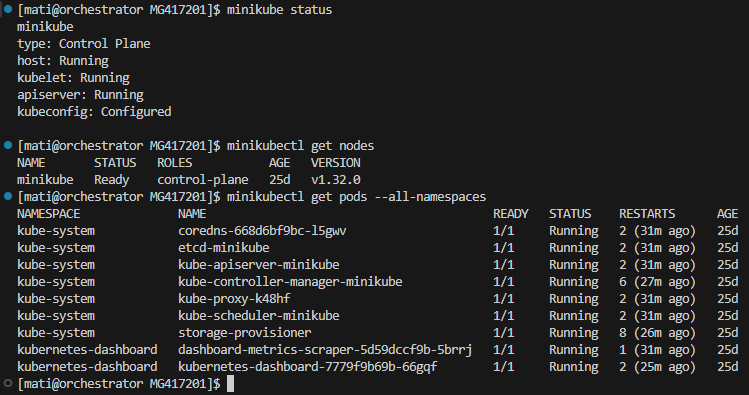 [mati@orchestrator MG417201]$ minikube status
minikube
type: Control Plane
host: Running
kubelet: Running
apiserver: Running
kubeconfig: Configured
[mati@orchestrator MG417201]$ minikubectl get nodes
NAME STATUS ROLES AGE VERSION
minikube Ready control-plane 25d v1.32.0
[mati@orchestrator MG417201]$ minikubectl get pods --all-namespaces
NAMESPACE NAME READY STATUS RESTARTS AGE
kube-system coredns-668d6bf9bc-l5gwv 1/1 Running 2 (31m ago) 25d
kube-system etcd-minikube 1/1 Running 2 (31m ago) 25d
kube-system kube-apiserver-minikube 1/1 Running 2 (31m ago) 25d
kube-system kube-controller-manager-minikube 1/1 Running 6 (27m ago) 25d
kube-system kube-proxy-k48hf 1/1 Running 2 (31m ago) 25d
kube-system kube-scheduler-minikube 1/1 Running 2 (31m ago) 25d
kube-system storage-provisioner 1/1 Running 8 (26m ago) 25d
kubernetes-dashboard dashboard-metrics-scraper-5d59dccf9b-5brrj 1/1 Running 1 (31m ago) 25d
kubernetes-dashboard kubernetes-dashboard-7779f9b69b-66gqf 1/1 Running 2 (25m ago) 25d
[mati@orchestrator MG417201]$